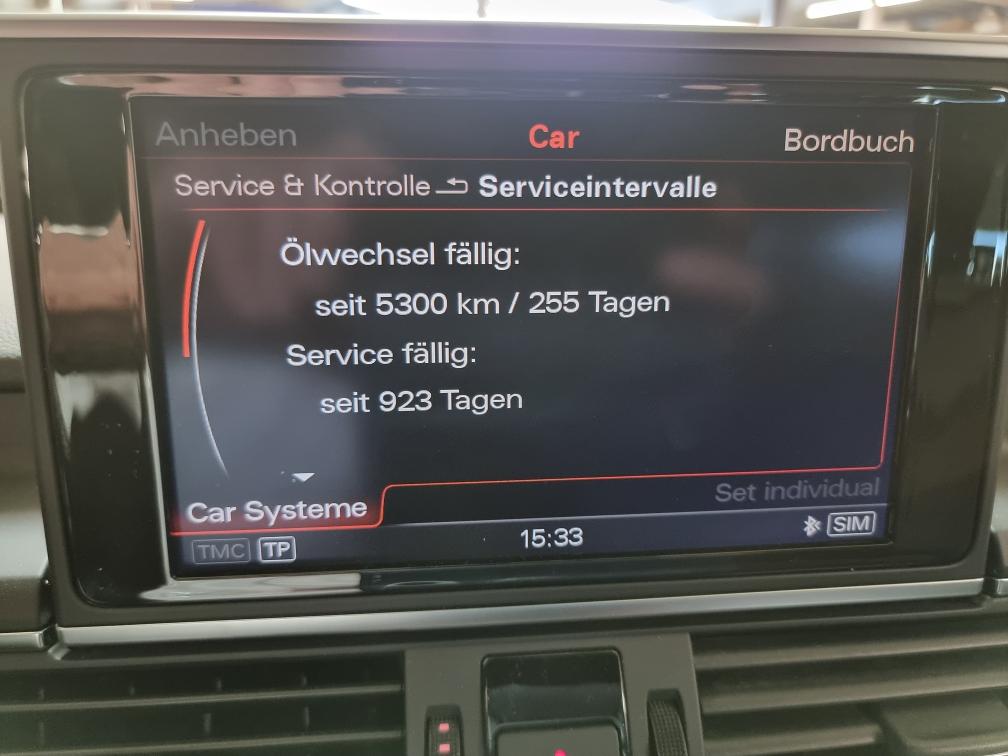 Anheben Car Bordbuch
Service & Kontrolle Serviceintervalle
Ölwechsel fällig:
seit 5300 km / 255 Tagen
Service fällig:
seit 923 Tagen
Set individual
Car Systeme
TMC TP 15:33 SIM